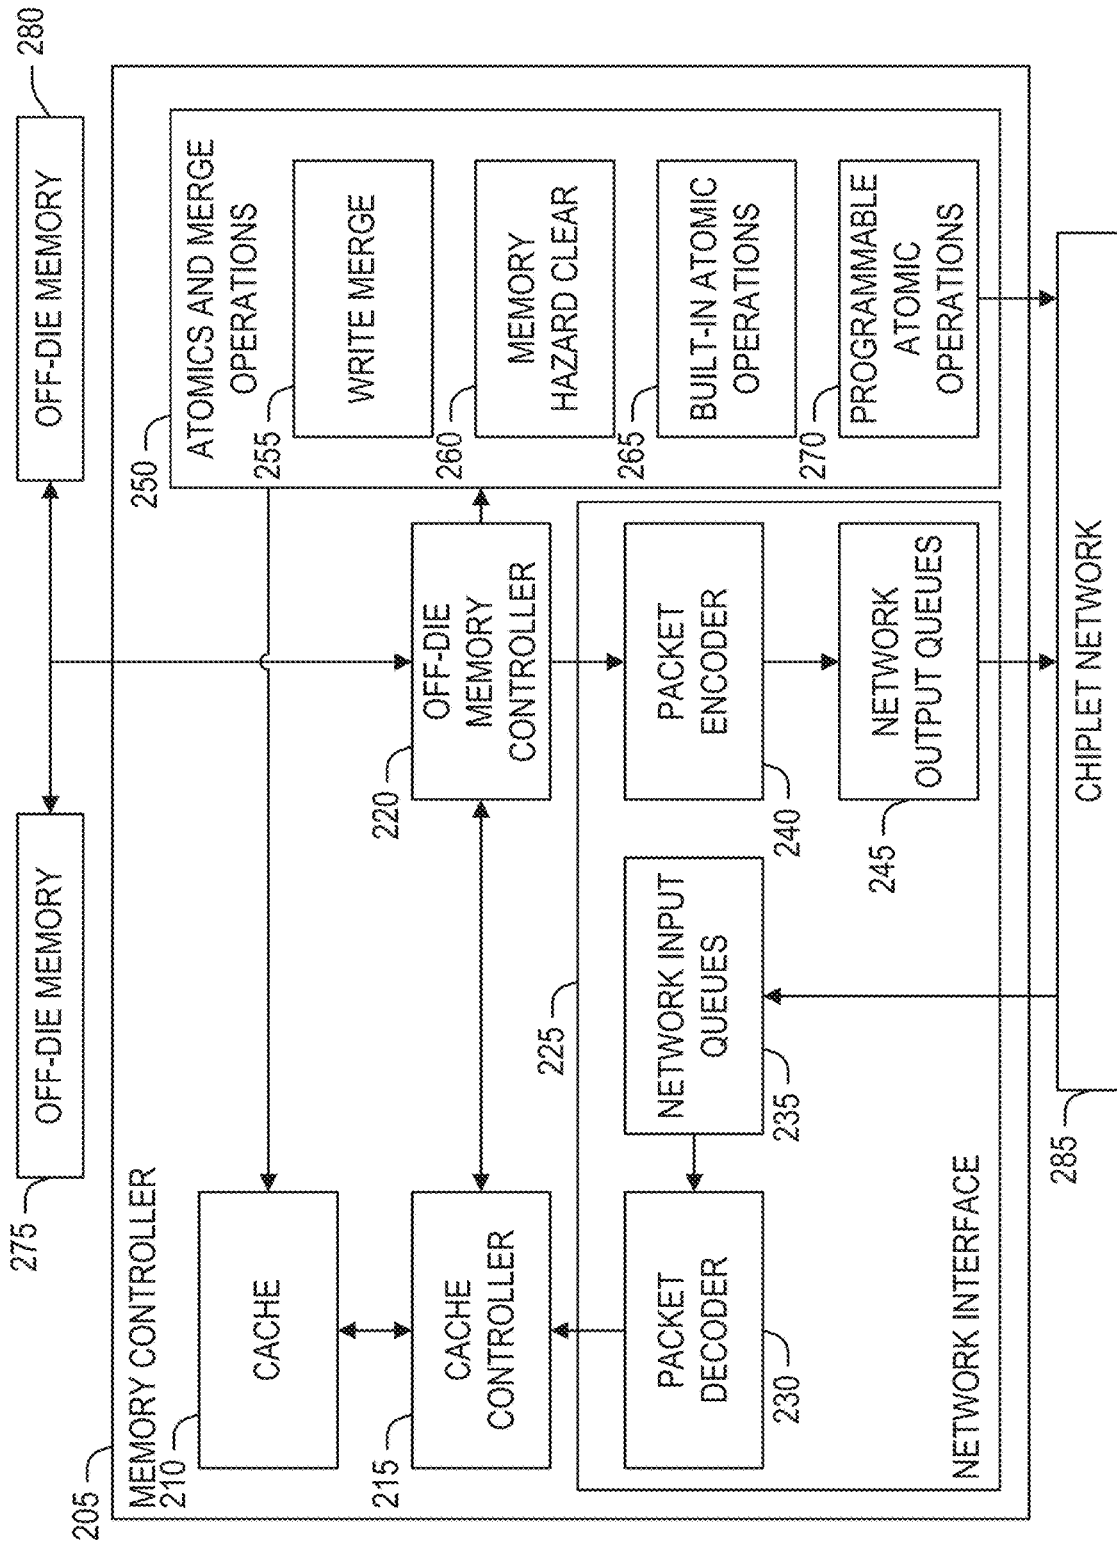 275
OFF-DIE MEMORY
OFF-DIE MEMORY
280
205
MEMORY CONTROLLER
210
CACHE
215
CACHE
CONTROLLER
220
OFF-DIE
MEMORY
CONTROLLER
225
NETWORK INTERFACE
230
PACKET
DECODER
235
NETWORK INPUT
QUEUES
240
PACKET
ENCODER
245
NETWORK
OUTPUT QUEUES
250
ATOMICS AND MERGE
OPERATIONS
255
WRITE MERGE
260
MEMORY
HAZARD CLEAR
265
BUILT-IN ATOMIC
OPERATIONS
270
PROGRAMMABLE
ATOMIC
OPERATIONS
285
CHIPLET NETWORK